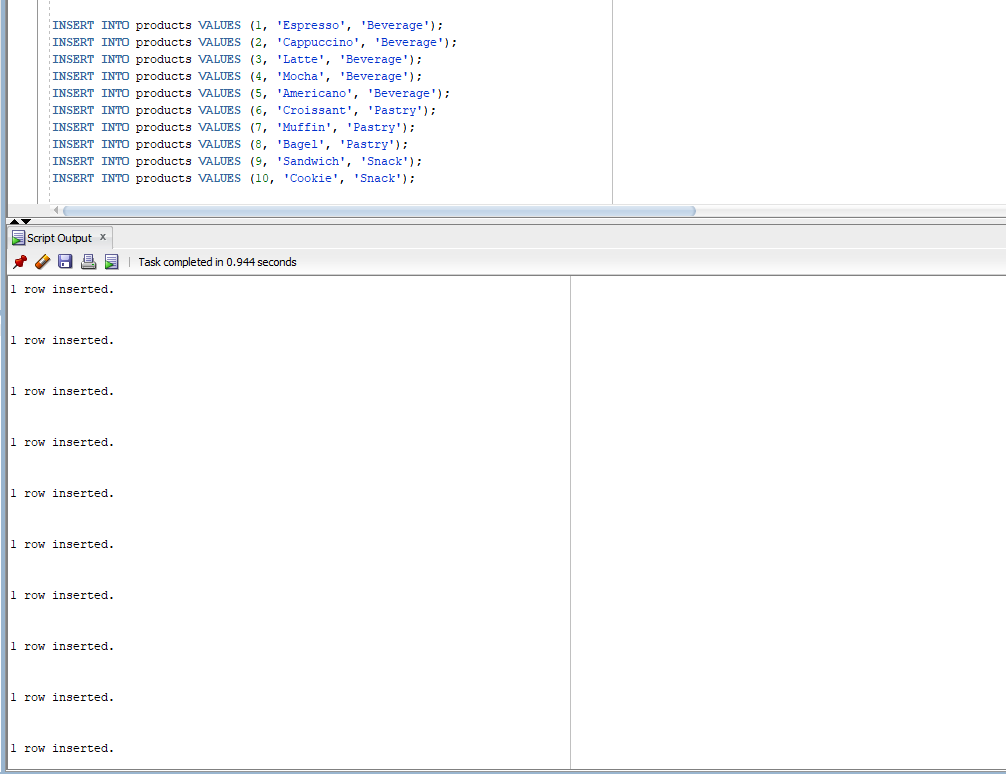 INSERT INTO products VALUES (1, 'Espresso', 'Beverage');
INSERT INTO products VALUES (2, 'Cappuccino', 'Beverage');
INSERT INTO products VALUES (3, 'Latte', 'Beverage');
INSERT INTO products VALUES (4, 'Mocha', 'Beverage');
INSERT INTO products VALUES (5, 'Americano', 'Beverage');
INSERT INTO products VALUES (6, 'Croissant', 'Pastry');
INSERT INTO products VALUES (7, 'Muffin', 'Pastry');
INSERT INTO products VALUES (8, 'Bagel', 'Pastry');
INSERT INTO products VALUES (9, 'Sandwich', 'Snack');
INSERT INTO products VALUES (10, 'Cookie', 'Snack');
Script Output x
Task completed in 0.944 seconds
1 row inserted.
1 row inserted.
1 row inserted.
1 row inserted.
1 row inserted.
1 row inserted.
1 row inserted.
1 row inserted.
1 row inserted.
1 row inserted.